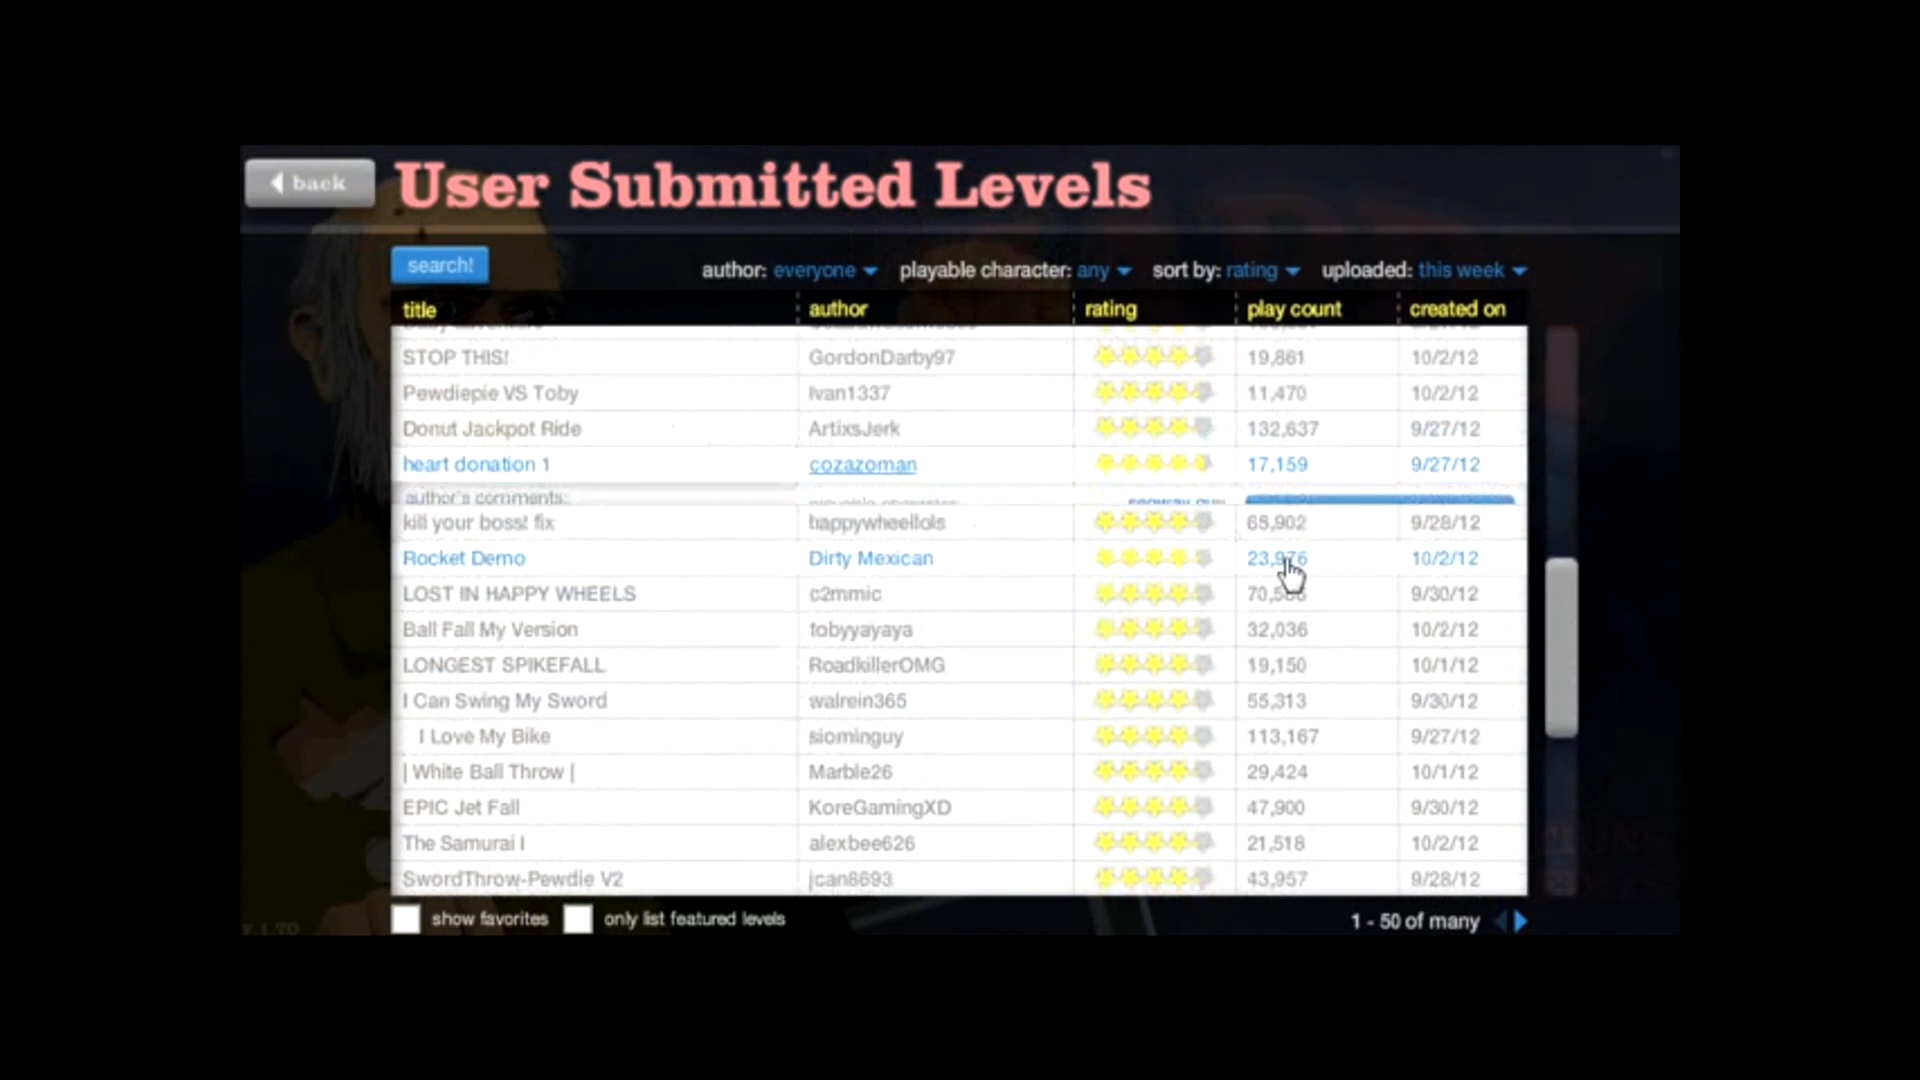 back
User Submitted Levels
search!
author: everyone playable character: any sort by: rating uploaded: this week
title author rating play count created on
STOP THIS! GordonDarby97 19,861 10/2/12
Pewdiepie VS Toby Ivan1337 11,470 10/2/12
Donut Jackpot Ride ArtixsJerk 132,637 9/27/12
heart donation 1 cozazoman 17,159 9/27/12
author's comments:
kill your boss! fix happywheellols 65,902 9/28/12
Rocket Demo Dirty Mexican 23,976 10/2/12
LOST IN HAPPY WHEELS c2mmic 9/30/12
Ball Fall My Version tobyyayaya 32,036 10/2/12
LONGEST SPIKEFALL RoadkillerOMG 19,150 10/1/12
I Can Swing My Sword walrein365 55,313 9/30/12
I Love My Bike siominguy 113,167 9/27/12
| White Ball Throw | Marble26 29,424 10/1/12
EPIC Jet Fall KoreGamingXD 47,900 9/30/12
The Samurai I alexbee626 21,518 10/2/12
SwordThrow-Pewdie V2 jcan8693 43,957 9/28/12
show favorites only list featured levels 1 - 50 of many